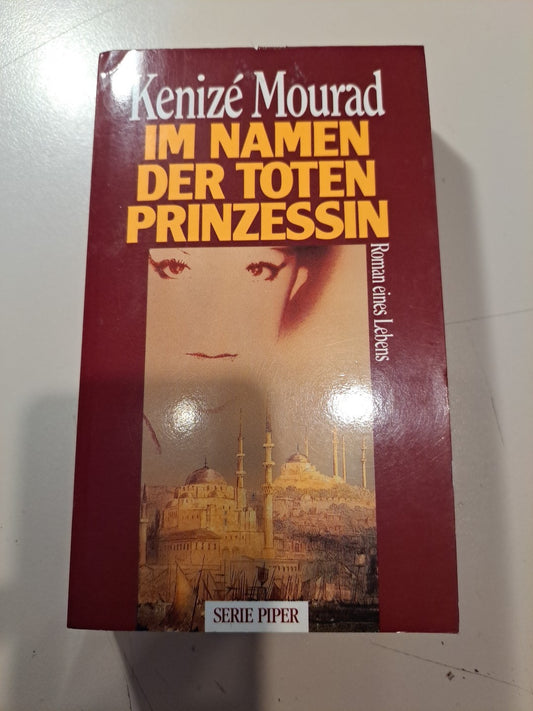 Kenizé Mourad
IM NAMEN
DER TOTEN
PRINZESSIN
Roman eines Lebens
SERIE PIPER